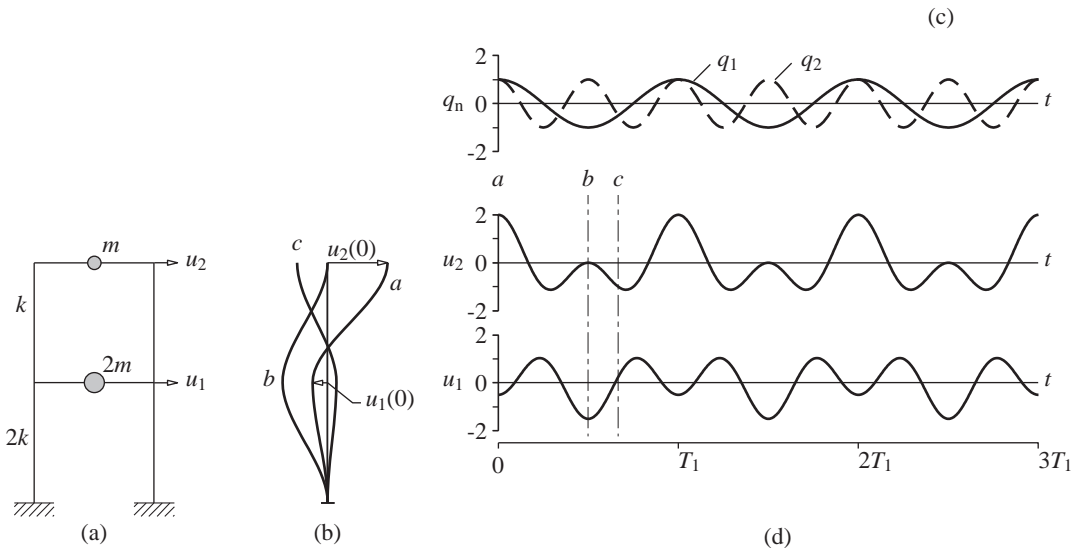 (c)
2
qn 0 t
-2
q1 q2
a b c
2
u2 0 t
-2
2
u1 0 t
-2
0 T1 2T1 3T1
(d)
m
u2
k
2m
u1
2k
(a)
c u2(0)
a
b
u1(0)
(b)